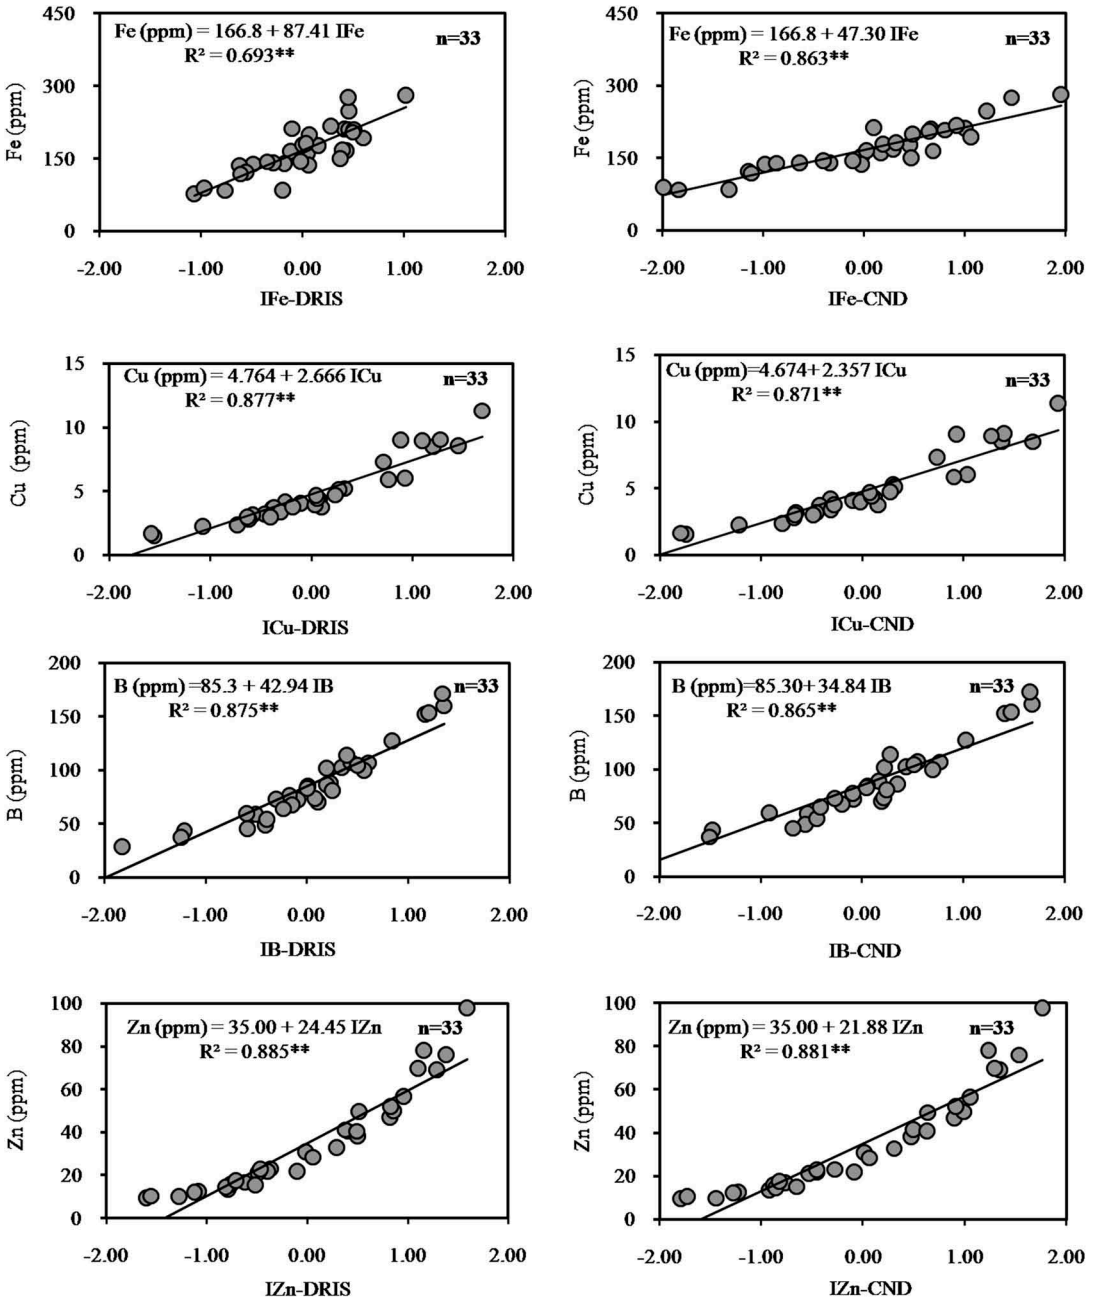 Fe (ppm) = 166.8 + 87.41 IFe
R² = 0.693**
n=33
450
300
150
0
Fe (ppm)
-2.00 -1.00 0.00 1.00 2.00
IFe-DRIS
Fe (ppm) = 166.8 + 47.30 IFe
R² = 0.863**
n=33
450
300
150
0
Fe (ppm)
-2.00 -1.00 0.00 1.00 2.00
IFe-CND
Cu (ppm) = 4.764 + 2.666 ICu
R² = 0.877**
n=33
15
10
5
0
Cu (ppm)
-2.00 -1.00 0.00 1.00 2.00
ICu-DRIS
Cu (ppm)=4.674+2.357 ICu
R² = 0.871**
n=33
15
10
5
0
Cu (ppm)
-2.00 -1.00 0.00 1.00 2.00
ICu-CND
B (ppm) =85.3 + 42.94 IB
R² = 0.875**
n=33
200
150
100
50
0
B (ppm)
-2.00 -1.00 0.00 1.00 2.00
IB-DRIS
B (ppm)=85.30+34.84 IB
R² = 0.865**
n=33
200
150
100
50
0
B (ppm)
-2.00 -1.00 0.00 1.00 2.00
IB-CND
Zn (ppm) = 35.00 + 24.45 IZn
R² = 0.885**
n=33
100
80
60
40
20
0
Zn (ppm)
-2.00 -1.00 0.00 1.00 2.00
IZn-DRIS
Zn (ppm) = 35.00 + 21.88 IZn
R² = 0.881**
n=33
100
80
60
40
20
0
Zn (ppm)
-2.00 -1.00 0.00 1.00 2.00
IZn-CND